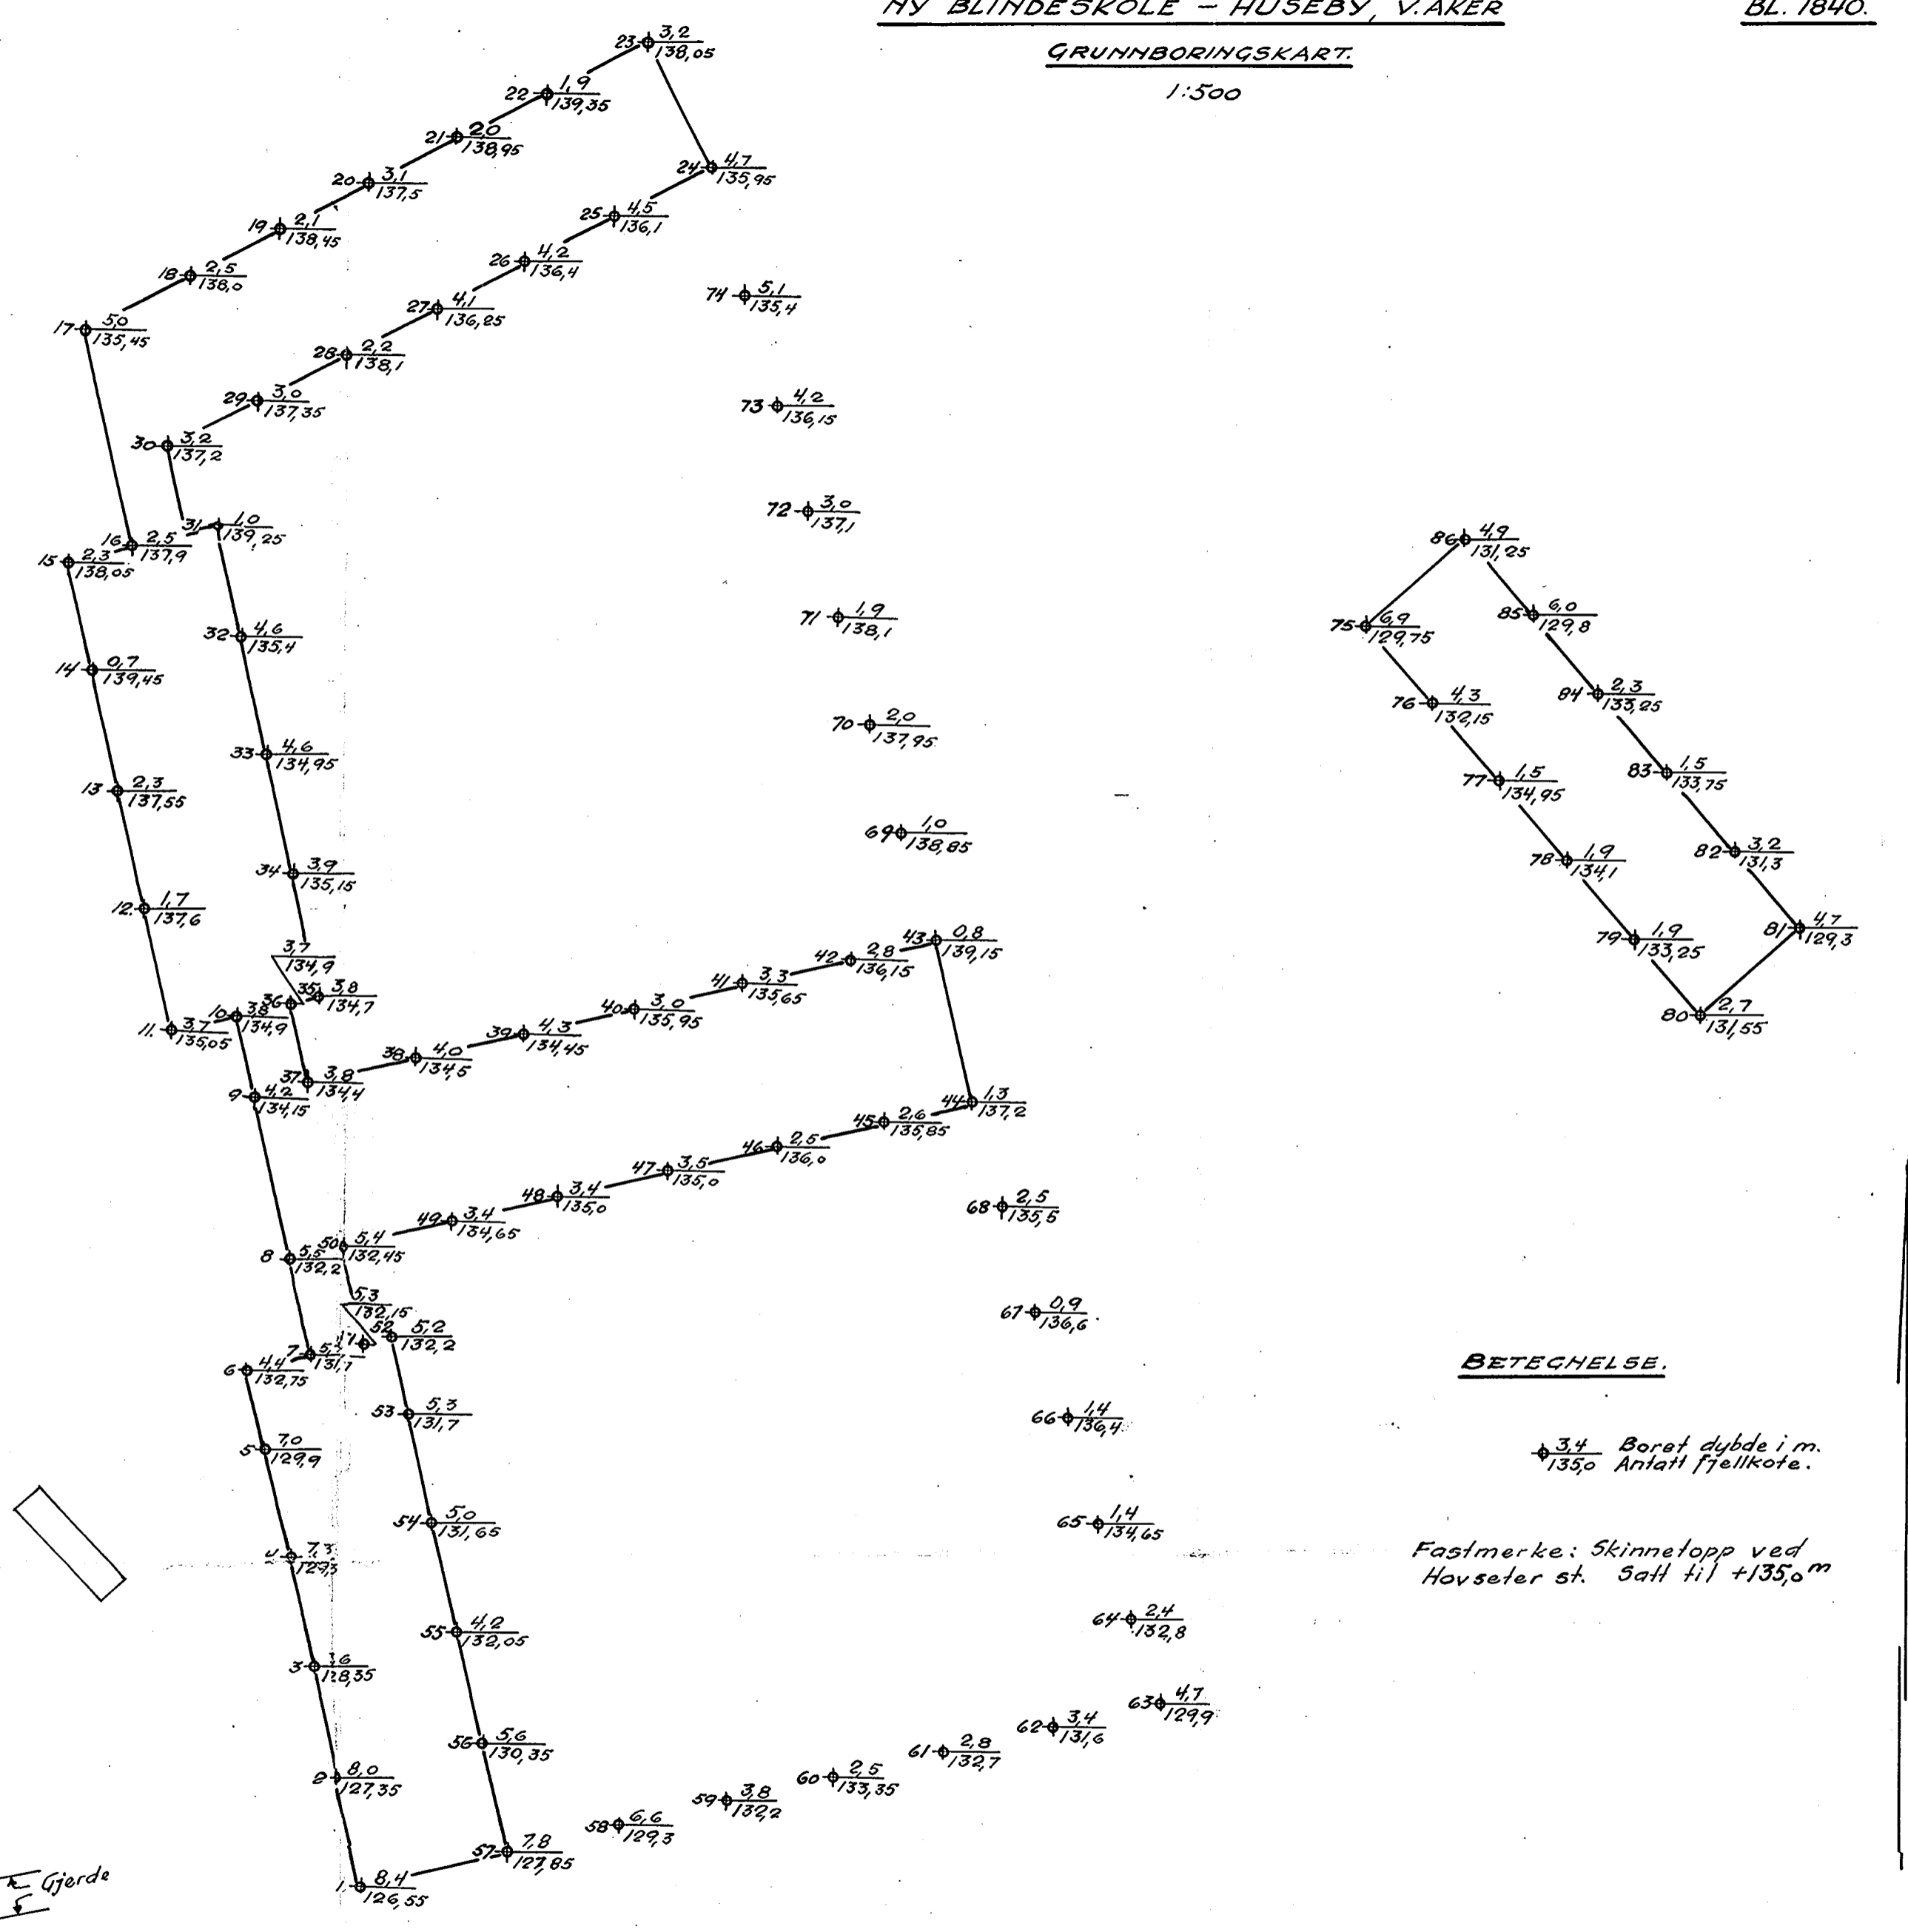 NY BLINDESKOLE – HUSEBY, V. AKER
BL. 1840.
GRUNNBORINGSKART.
1:500
23 3,2 138,05
22 1,9 139,35
21 2,0 138,95
20 3,1 137,5
19 2,1 138,45
18 2,5 138,0
17 5,0 135,45
24 4,7 135,95
25 4,5 136,1
26 4,2 136,4
27 4,1 136,25
28 2,2 138,1
29 3,0 137,35
30 3,2 137,2
31 1,0 139,25
16 2,5 137,9
15 2,3 138,05
14 0,7 139,45
13 2,3 137,55
12. 1,7 137,6
11. 3,7 135,05
10 3,8 134,9
9 4,2 134,15
32 4,6 135,4
33 4,6 134,95
34 3,9 135,15
3,7 134,9
36
35 3,8 134,7
37 3,8 134,4
38 4,0 134,5
39 4,3 134,45
40 3,0 135,95
41 3,3 135,65
42 2,8 136,15
43 0,8 139,15
44 1,3 137,2
45 2,6 135,85
46 2,5 136,0
47 3,5 135,0
48 3,4 135,0
49 3,4 134,65
50 5,4 132,45
8 5,5 132,2
5,3 132,15
52 5,2 132,2
7 131,7
6 4,4 132,75
5 7,0 129,9
7,3 129,3
3 128,35
2 8,0 127,35
1. 8,4 126,55
53 5,3 131,7
54 5,0 131,65
55 4,2 132,05
56 5,6 130,35
57 7,8 127,85
58 6,6 129,3
59 3,8 132,2
60 2,5 133,35
61 2,8 132,7
62 3,4 131,6
63 4,7 129,9
64 2,4 132,8
65 1,4 134,65
66 1,4 136,4
67 0,9 136,6
68 2,5 135,5
69 1,0 138,85
70 2,0 137,95
71 1,9 138,1
72 3,0 137,1
73 4,2 136,15
74 5,1 135,4
86 4,9 131,25
75 6,9 129,75
85 6,0 129,8
76 4,3 132,15
84 2,3 133,25
77 1,5 134,95
83 1,5 133,75
78 1,9 134,1
82 3,2 131,3
79 1,9 133,25
81 4,7 129,3
80 2,7 131,55
BETEGNELSE.
3,4 Boret dybde i m.
135,0 Antatt fjellkote.
Fastmerke: Skinnetopp ved
Hovseter st. Satt til +135,0 m
Gjerde